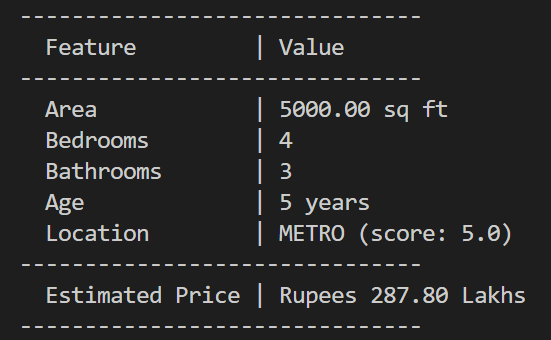 -------------------------------
Feature | Value
-------------------------------
Area | 5000.00 sq ft
Bedrooms | 4
Bathrooms | 3
Age | 5 years
Location | METRO (score: 5.0)
-------------------------------
Estimated Price | Rupees 287.80 Lakhs
-------------------------------